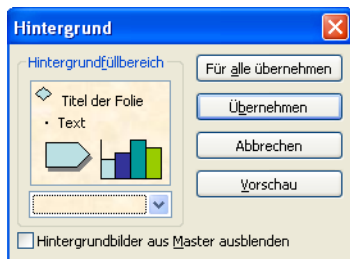 Hintergrund
Hintergrundfüllbereich
Titel der Folie
• Text
Für alle übernehmen
Übernehmen
Abbrechen
Vorschau
Hintergrundbilder aus Master ausblenden